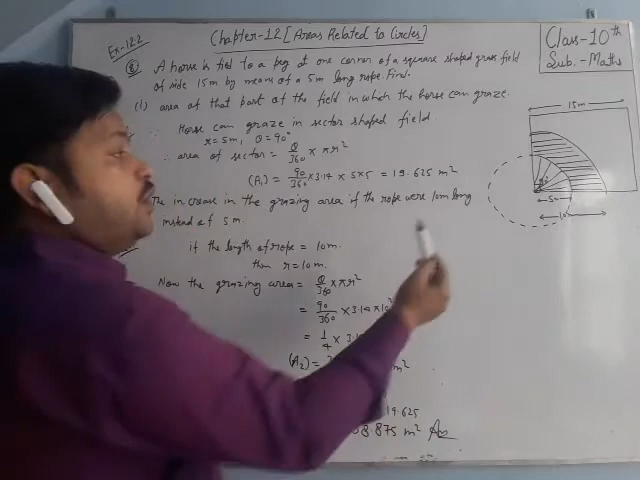 Ex-12.2
Chapter-12 [Areas Related to Circles]
Class-10th
Sub.-Maths
(8) A horse is tied to a peg at one corner of a square shaped grass field
of side 15m by means of a 5m long rope. Find.
(1) area of that part of the field in which the horse can graze.
∵ Horse can graze in sector shaped field
r = 5m, θ = 90°
∴ area of sector = θ/360 × πr²
(A₁) = 90/360 × 3.14 × 5×5 = 19.625 m²
The increase in the grazing area if the rope were 10m long
instead of 5m.
if the length of rope = 10m.
then r = 10m.
Now the grazing area = θ/360 × πr²
= 90/360 × 3.14 × 10²
= 1/4 ×
(A₂) =
m²
19.625
8.875 m² Ans
15m
5
10